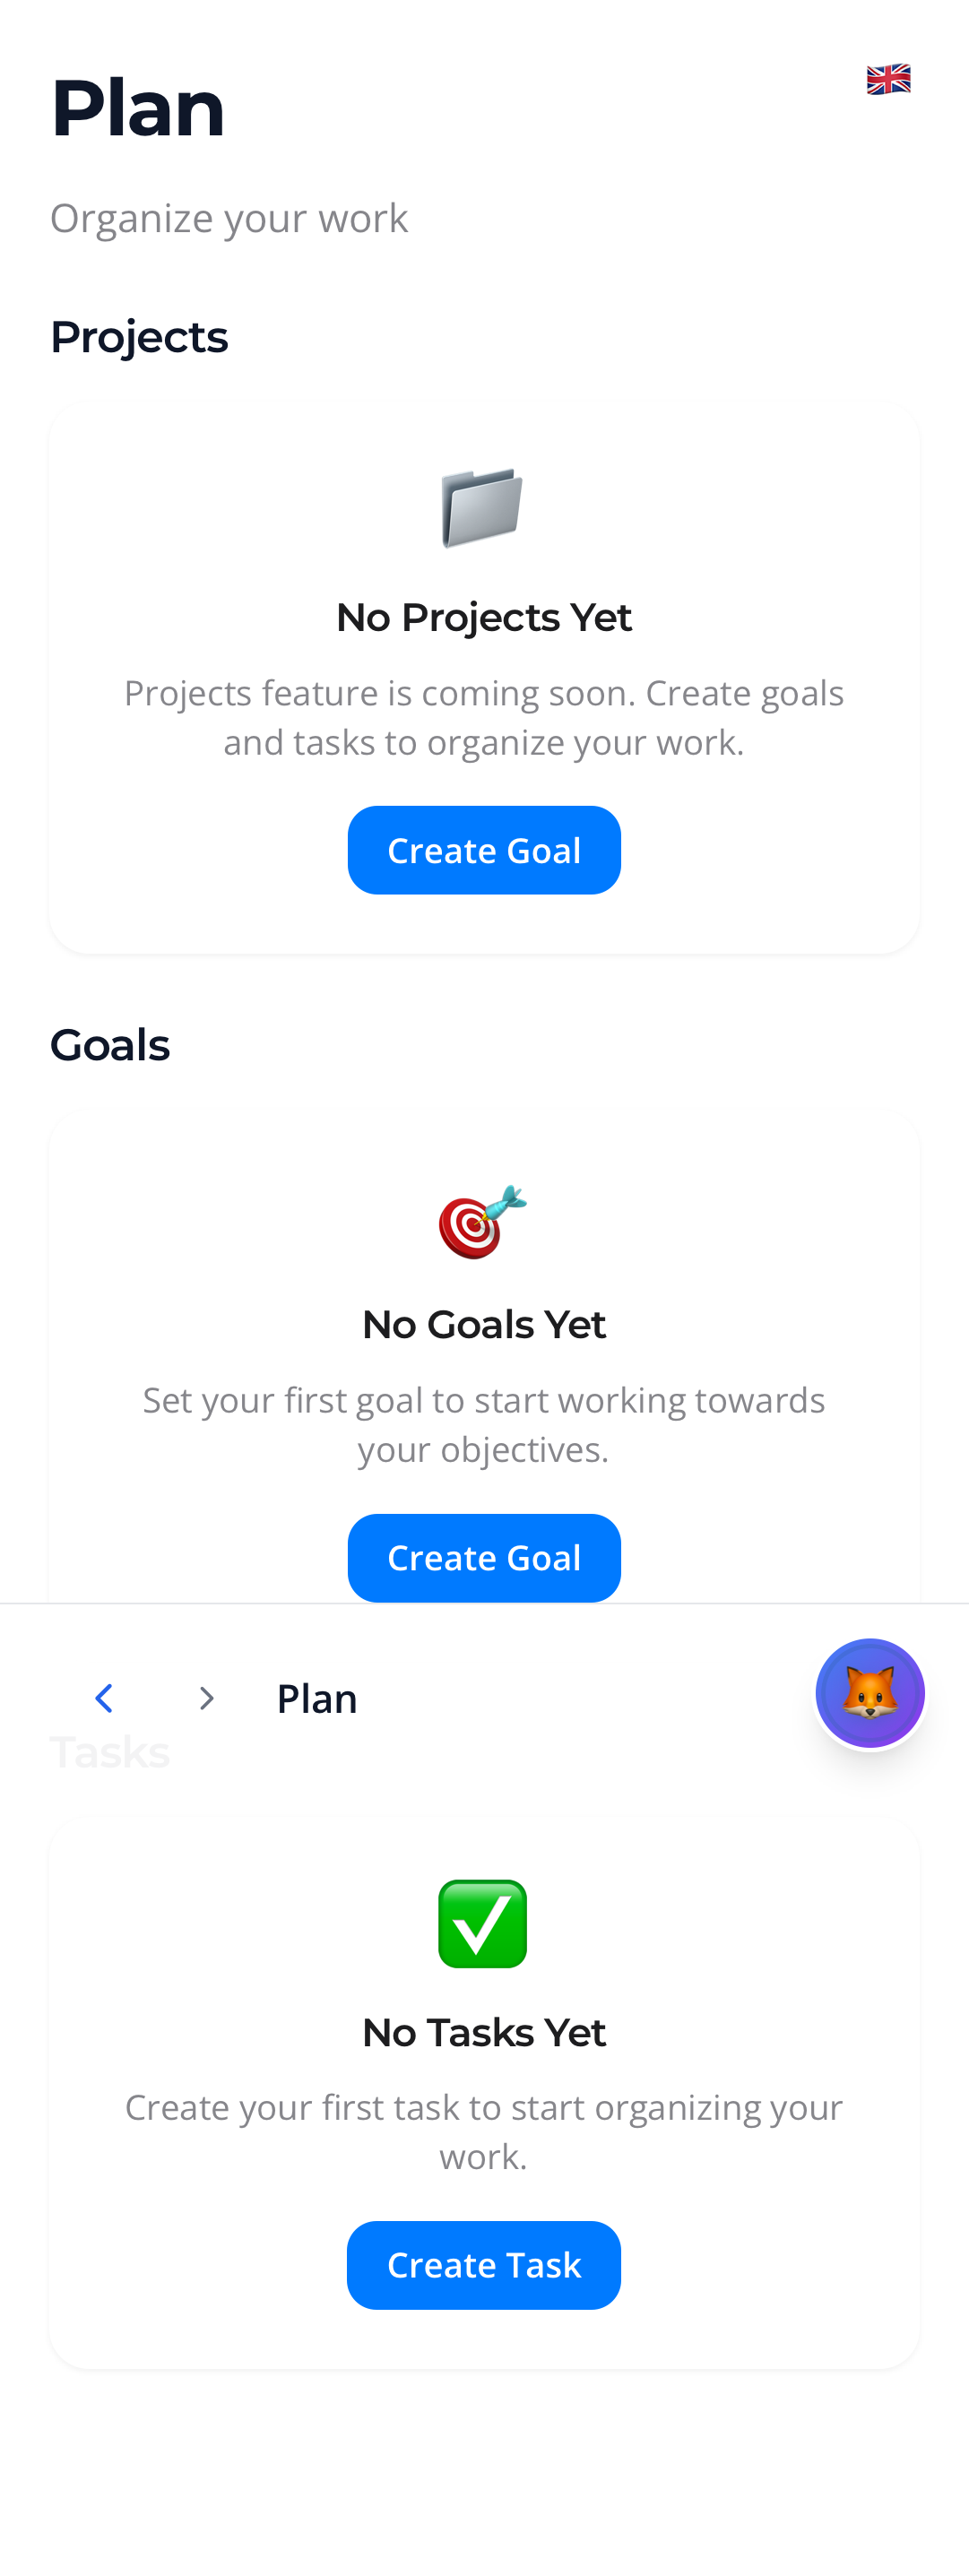 Plan
Organize your work
Projects
No Projects Yet
Projects feature is coming soon. Create goals
and tasks to organize your work.
Create Goal
Goals
No Goals Yet
Set your first goal to start working towards
your objectives.
Create Goal
Plan
Tasks
No Tasks Yet
Create your first task to start organizing your
work.
Create Task